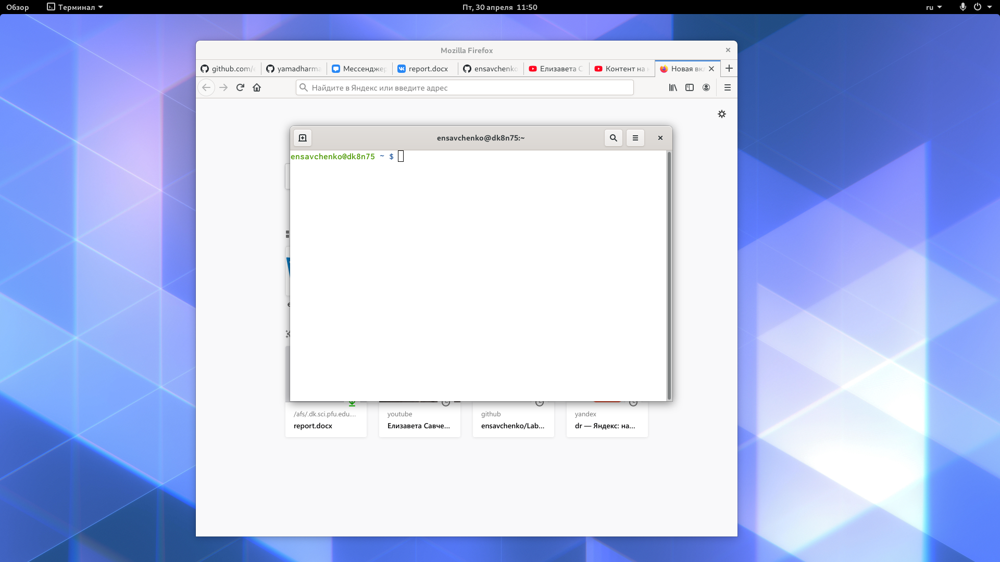 Обзор Терминал Пт, 30 апреля 11:50 ru
Mozilla Firefox
github.com/ yamadharma Мессенджер report.docx ensavchenko Елизавета С Контент на Новая вк
Найдите в Яндекс или введите адрес
ensavchenko@dk8n75:~
ensavchenko@dk8n75 ~ $
/afs/.dk.sci.pfu.edu.... youtube github yandex
report.docx Елизавета Савче... ensavchenko/Lab... dr — Яндекс: на...